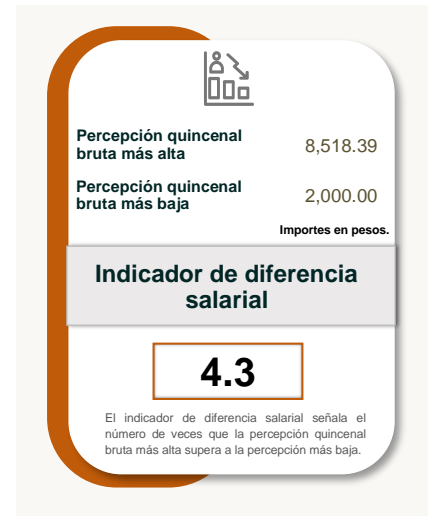 Percepción quincenal
bruta más alta
8,518.39
Percepción quincenal
bruta más baja
2,000.00
Importes en pesos.
Indicador de diferencia
salarial
4.3
El indicador de diferencia salarial señala el
número de veces que la percepción quincenal
bruta más alta supera a la percepción más baja.